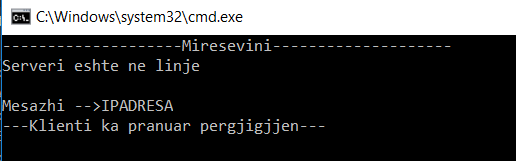 C:\Windows\system32\cmd.exe
--------------------Miresevini--------------------
Serveri eshte ne linje
Mesazhi -->IPADRESA
---Klienti ka pranuar pergjigjjen---